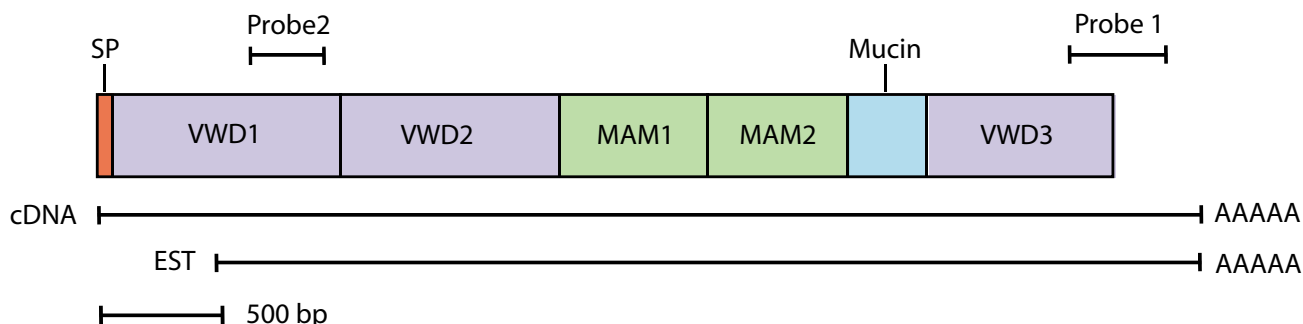 Probe2
Probe 1
SP
Mucin
VWD1
VWD2
MAM1
MAM2
VWD3
cDNA
AAAAA
EST
AAAAA
500 bp